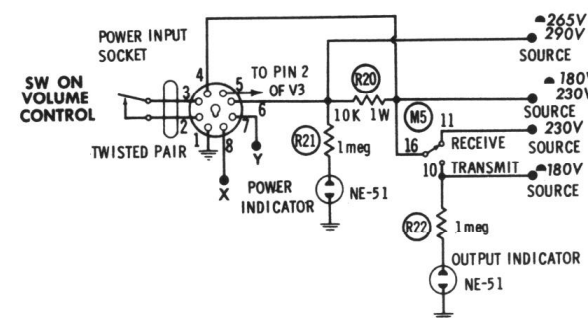 POWER INPUT
SOCKET
SW ON
VOLUME
CONTROL
TWISTED PAIR
4
3
5
6
2
7
1
8
TO PIN 2
OF V3
X
Y
R20
10K 1W
R21
1meg
POWER
INDICATOR
NE-51
M5
16
11
RECEIVE
10
TRANSMIT
R22
1meg
OUTPUT INDICATOR
NE-51
265V
290V
SOURCE
180V
230V
SOURCE
230V
SOURCE
180V
SOURCE